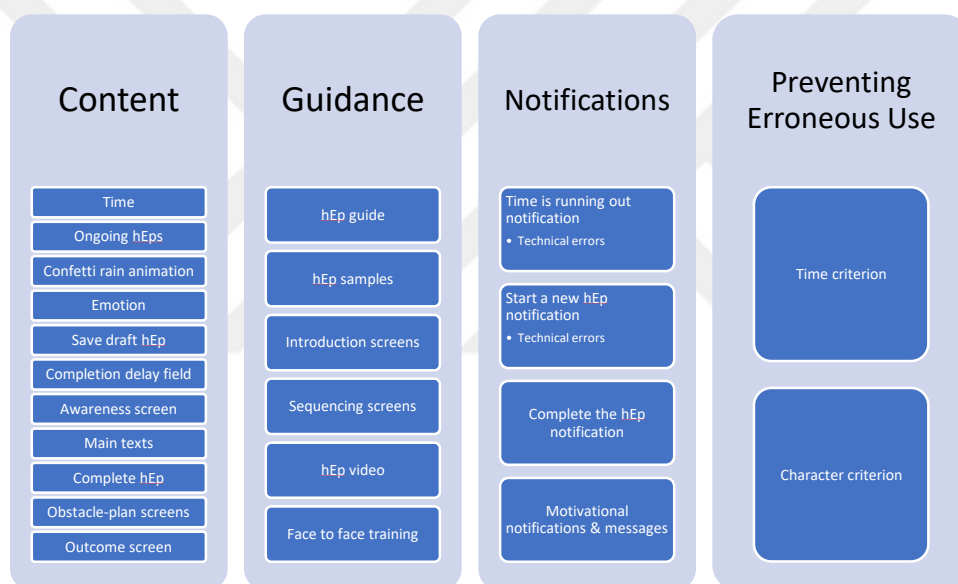 Content
Time
Ongoing hEps
Confetti rain animation
Emotion
Save draft hEp
Completion delay field
Awareness screen
Main texts
Complete hEp
Obstacle-plan screens
Outcome screen
Guidance
hEp guide
hEp samples
Introduction screens
Sequencing screens
hEp video
Face to face training
Notifications
Time is running out
notification
• Technical errors
Start a new hEp
notification
• Technical errors
Complete the hEp
notification
Motivational
notifications & messages
Preventing
Erroneous Use
Time criterion
Character criterion